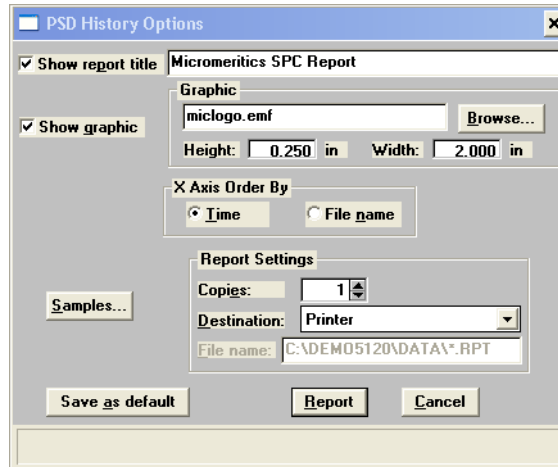 PSD History Options
Show report title Micromeritics SPC Report
Graphic
Show graphic miclogo.emf Browse...
Height: 0.250 in Width: 2.000 in
X Axis Order By
Time File name
Report Settings
Copies: 1
Samples...
Destination: Printer
File name: C:\DEMO5120\DATA\*.RPT
Save as default Report Cancel